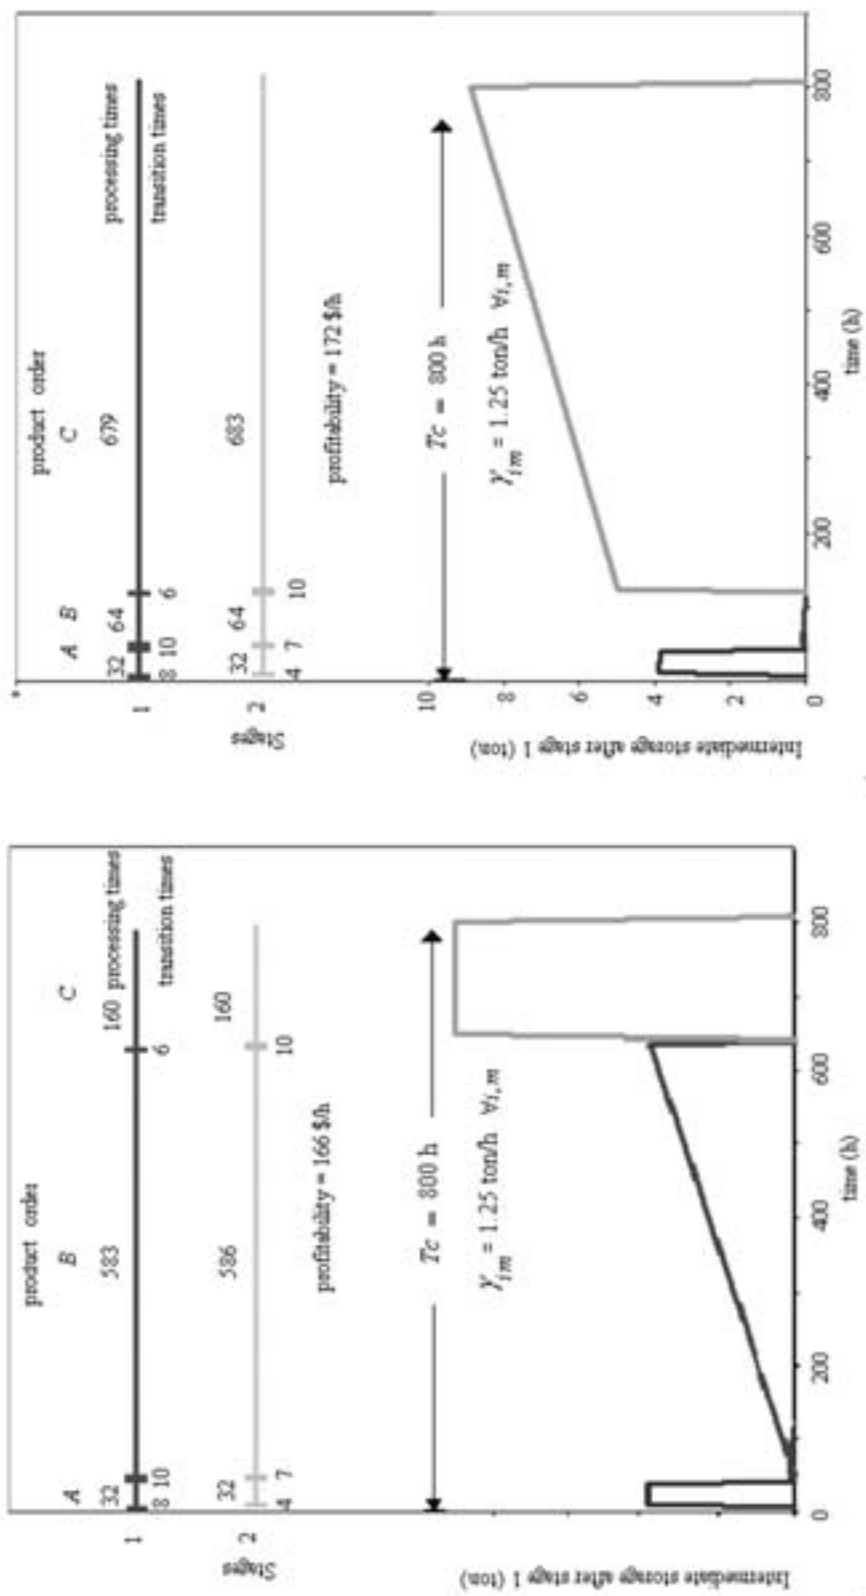 product order
A B C
32 583 160 processing times
1
8 10 6 transition times
Stages
32 586 160
2
4 7 10
profitability = 166 $/h
Tc = 800 h
γim = 1.25 ton/h ∀i,m
Intermediate storage after stage 1 (ton)
0 200 400 600 800
time (h)
product order
A B C
32 64 679 processing times
1
8 10 6 transition times
Stages
32 64 683
2
4 7 10
profitability = 172 $/h
Tc = 800 h
γim = 1.25 ton/h ∀i,m
Intermediate storage after stage 1 (ton)
10
8
6
4
2
0
200 400 600 800
time (h)